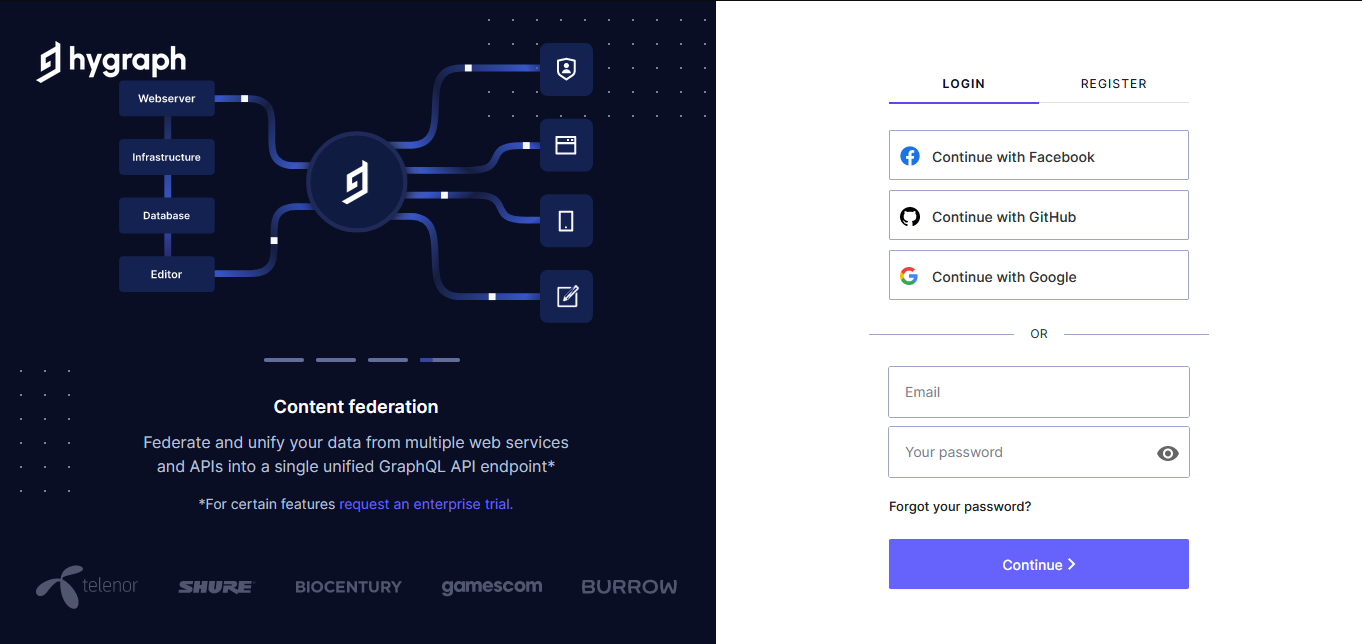 hygraph
Webserver
Infrastructure
Database
Editor
Content federation
Federate and unify your data from multiple web services
and APIs into a single unified GraphQL API endpoint*
*For certain features request an enterprise trial.
telenor
SHURE
BIOCENTURY
gamescom
BURROW
LOGIN
REGISTER
Continue with Facebook
Continue with GitHub
Continue with Google
OR
Email
Your password
Forgot your password?
Continue